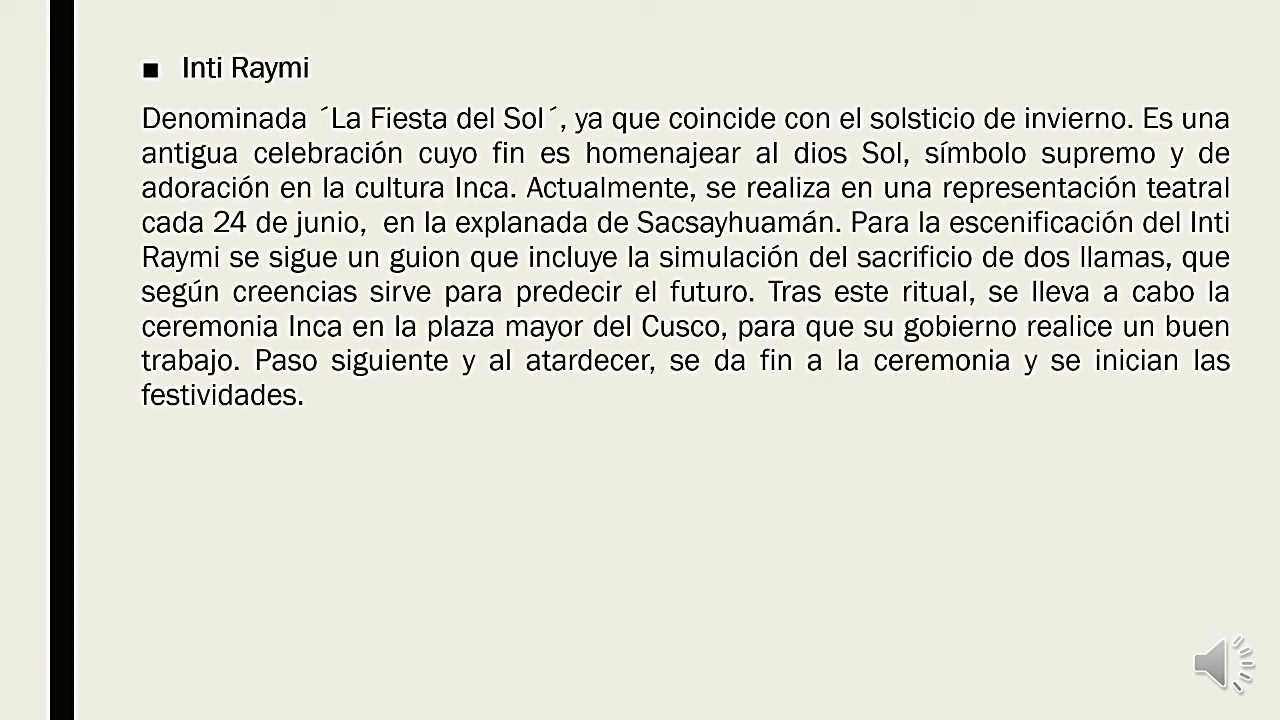 ▪ Inti Raymi
Denominada ´La Fiesta del Sol´, ya que coincide con el solsticio de invierno. Es una
antigua celebración cuyo fin es homenajear al dios Sol, símbolo supremo y de
adoración en la cultura Inca. Actualmente, se realiza en una representación teatral
cada 24 de junio,  en la explanada de Sacsayhuamán. Para la escenificación del Inti
Raymi se sigue un guion que incluye la simulación del sacrificio de dos llamas, que
según creencias sirve para predecir el futuro. Tras este ritual, se lleva a cabo la
ceremonia Inca en la plaza mayor del Cusco, para que su gobierno realice un buen
trabajo. Paso siguiente y al atardecer, se da fin a la ceremonia y se inician las
festividades.